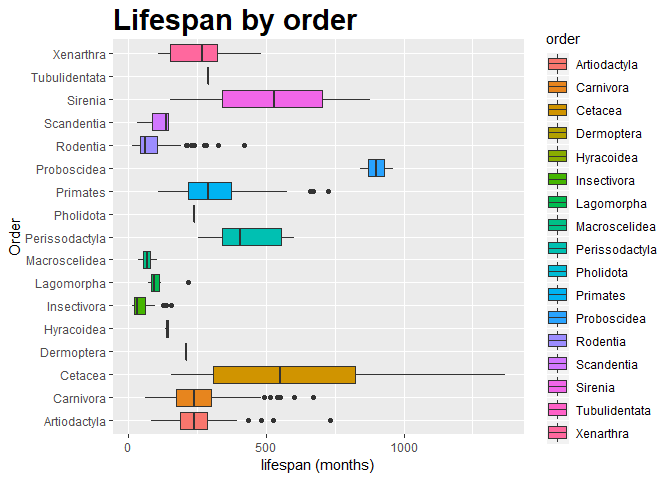 Lifespan by order
Order
Xenarthra
Tubulidentata
Sirenia
Scandentia
Rodentia
Proboscidea
Primates
Pholidota
Perissodactyla
Macroscelidea
Lagomorpha
Insectivora
Hyracoidea
Dermoptera
Cetacea
Carnivora
Artiodactyla
0 500 1000
lifespan (months)
order
Artiodactyla
Carnivora
Cetacea
Dermoptera
Hyracoidea
Insectivora
Lagomorpha
Macroscelidea
Perissodactyla
Pholidota
Primates
Proboscidea
Rodentia
Scandentia
Sirenia
Tubulidentata
Xenarthra